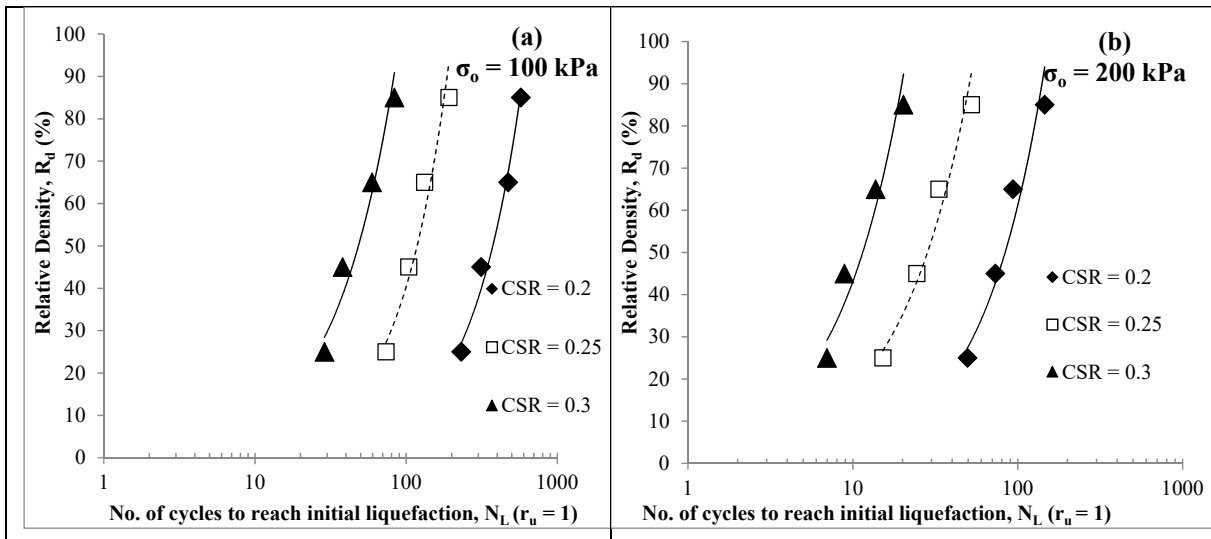 (a)
σo = 100 kPa
100
90
80
70
60
50
40
30
20
10
0
Relative Density, Rd (%)
CSR = 0.2
CSR = 0.25
CSR = 0.3
1 10 100 1000
No. of cycles to reach initial liquefaction, NL (ru = 1)
(b)
σo = 200 kPa
100
90
80
70
60
50
40
30
20
10
0
Relative Density, Rd (%)
CSR = 0.2
CSR = 0.25
CSR = 0.3
1 10 100 1000
No. of cycles to reach initial liquefaction, NL (ru = 1)